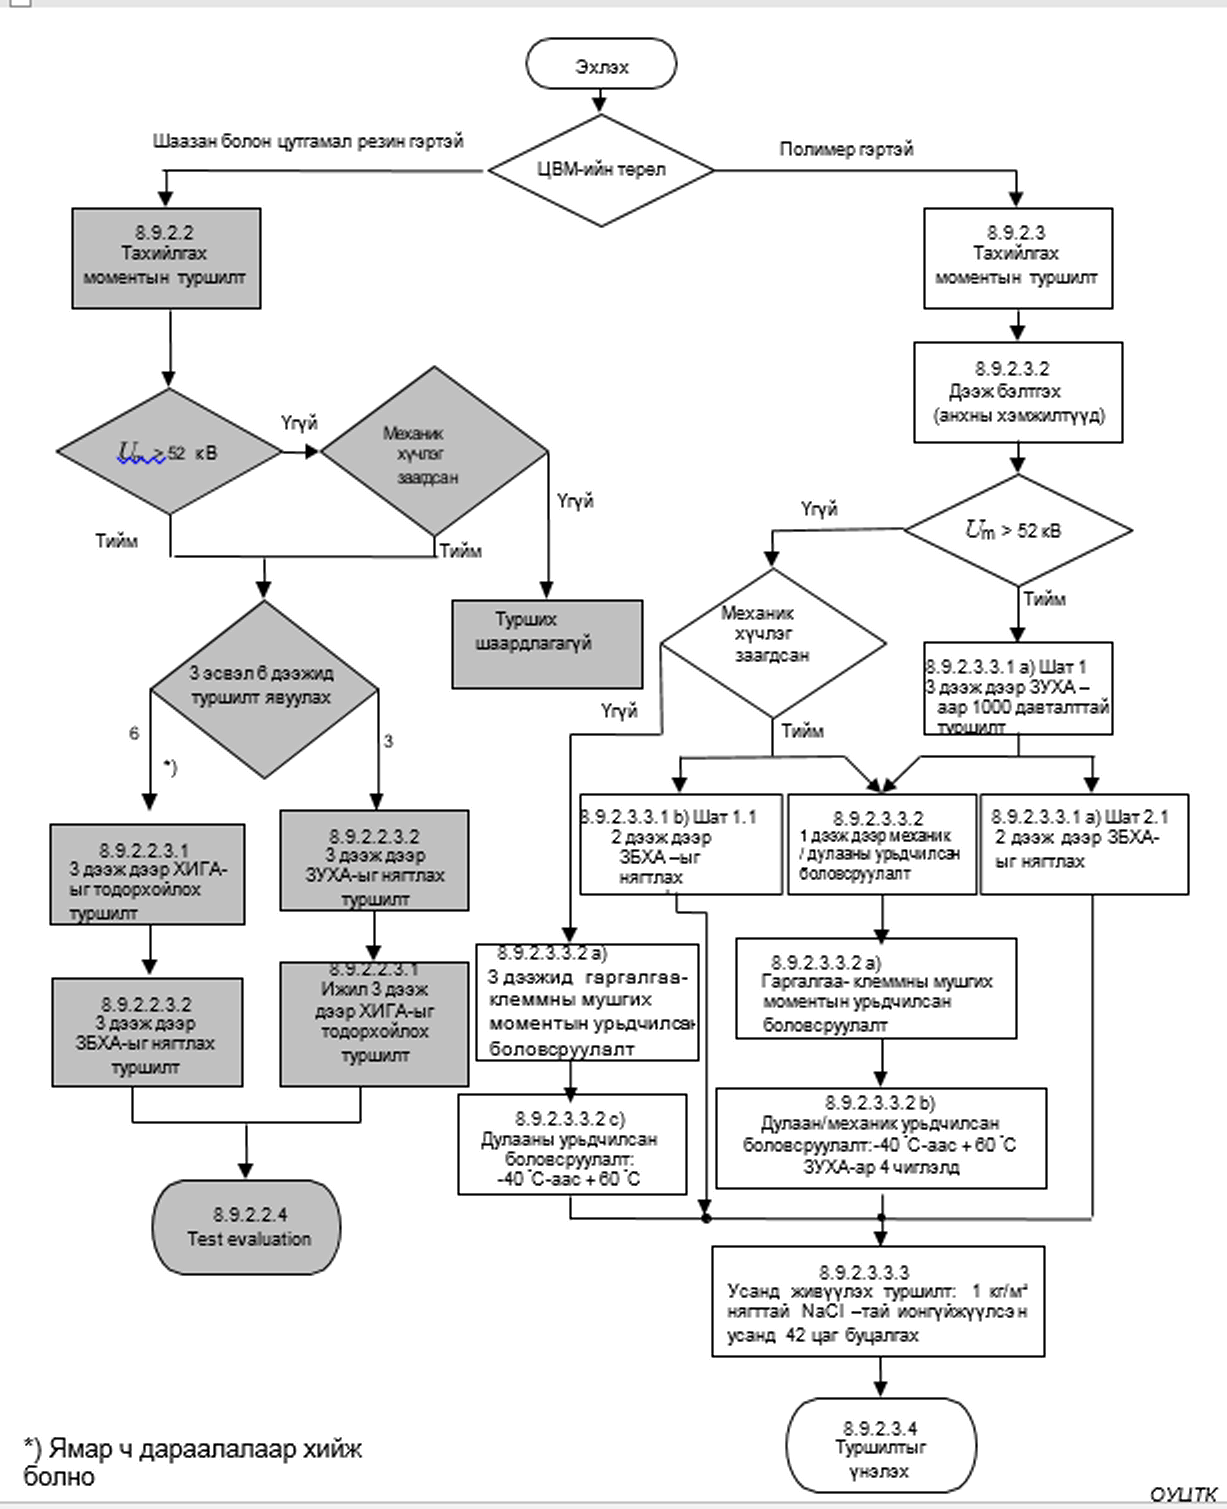 Эхлэх
Шаазан болон цутгамал резин гэртэй
ЦВМ-ийн төрөл
Полимер гэртэй
8.9.2.2
Тахийлгах
моментын туршилт
8.9.2.3
Тахийлгах
моментын туршилт
8.9.2.3.2
Дээж бэлтгэх
(анхны хэмжилтүүд)
Um > 52 кВ
Үгүй
Механик
хүчлэг
заагдсан
Үгүй
Тийм
Тийм
Турших
шаардлагагүй
Um > 52 кВ
Үгүй
Тийм
Механик
хүчлэг
заагдсан
Үгүй
Тийм
8.9.2.3.3.1 a) Шат 1
3 дээж дээр ЗУХА –
аар 1000 давталттай
туршилт
3 эсвэл 6 дээжид
туршилт явуулах
6
*)
3
8.9.2.2.3.1
3 дээж дээр ХИГА-
ыг тодорхойлох
туршилт
8.9.2.2.3.2
3 дээж дээр
ЗУХА-ыг нягтлах
туршилт
8.9.2.3.3.1 b) Шат 1.1
2 дээж дээр
ЗБХА –ыг
нягтлах
8.9.2.3.3.2
1 дээж дээр механик
/ дулааны урьдчилсан
боловсруулалт
8.9.2.3.3.1 a) Шат 2.1
2 дээж дээр ЗБХА-
ыг нягтлах
8.9.2.2.3.2
3 дээж дээр
ЗБХА-ыг нягтлах
туршилт
8.9.2.2.3.1
Ижил 3 дээж
дээр ХИГА-ыг
тодорхойлох
туршилт
8.9.2.3.3.2 a)
3 дээжид гаргалгаа-
клеммны мушгих
моментын урьдчилсан
боловсруулалт
8.9.2.3.3.2 a)
Гаргалгаа- клеммны мушгих
моментын урьдчилсан
боловсруулалт
8.9.2.3.3.2 c)
Дулааны урьдчилсан
боловсруулалт:
-40 ˚C-аас + 60 ˚C
8.9.2.3.3.2 b)
Дулаан/механик урьдчилсан
боловсруулалт:-40 ˚C-аас + 60 ˚C
ЗУХА-ар 4 чиглэлд
8.9.2.2.4
Test evaluation
8.9.2.3.3.3
Усанд живүүлэх туршилт: 1 кг/м³
нягттай NaCl –тай ионгүйжүүлсэн
усанд 42 цаг буцалгах
8.9.2.3.4
Туршилтыг
үнэлэх
*) Ямар ч дараалалаар хийж
болно
ОУЦТК